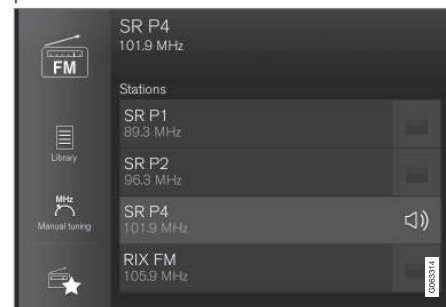 SR P4
101.9 MHz
FM
Stations
SR P1
89.3 MHz
Library
SR P2
96.3 MHz
MHz
Manual tuning
SR P4
101.9 MHz
RIX FM
105.9 MHz
G063314